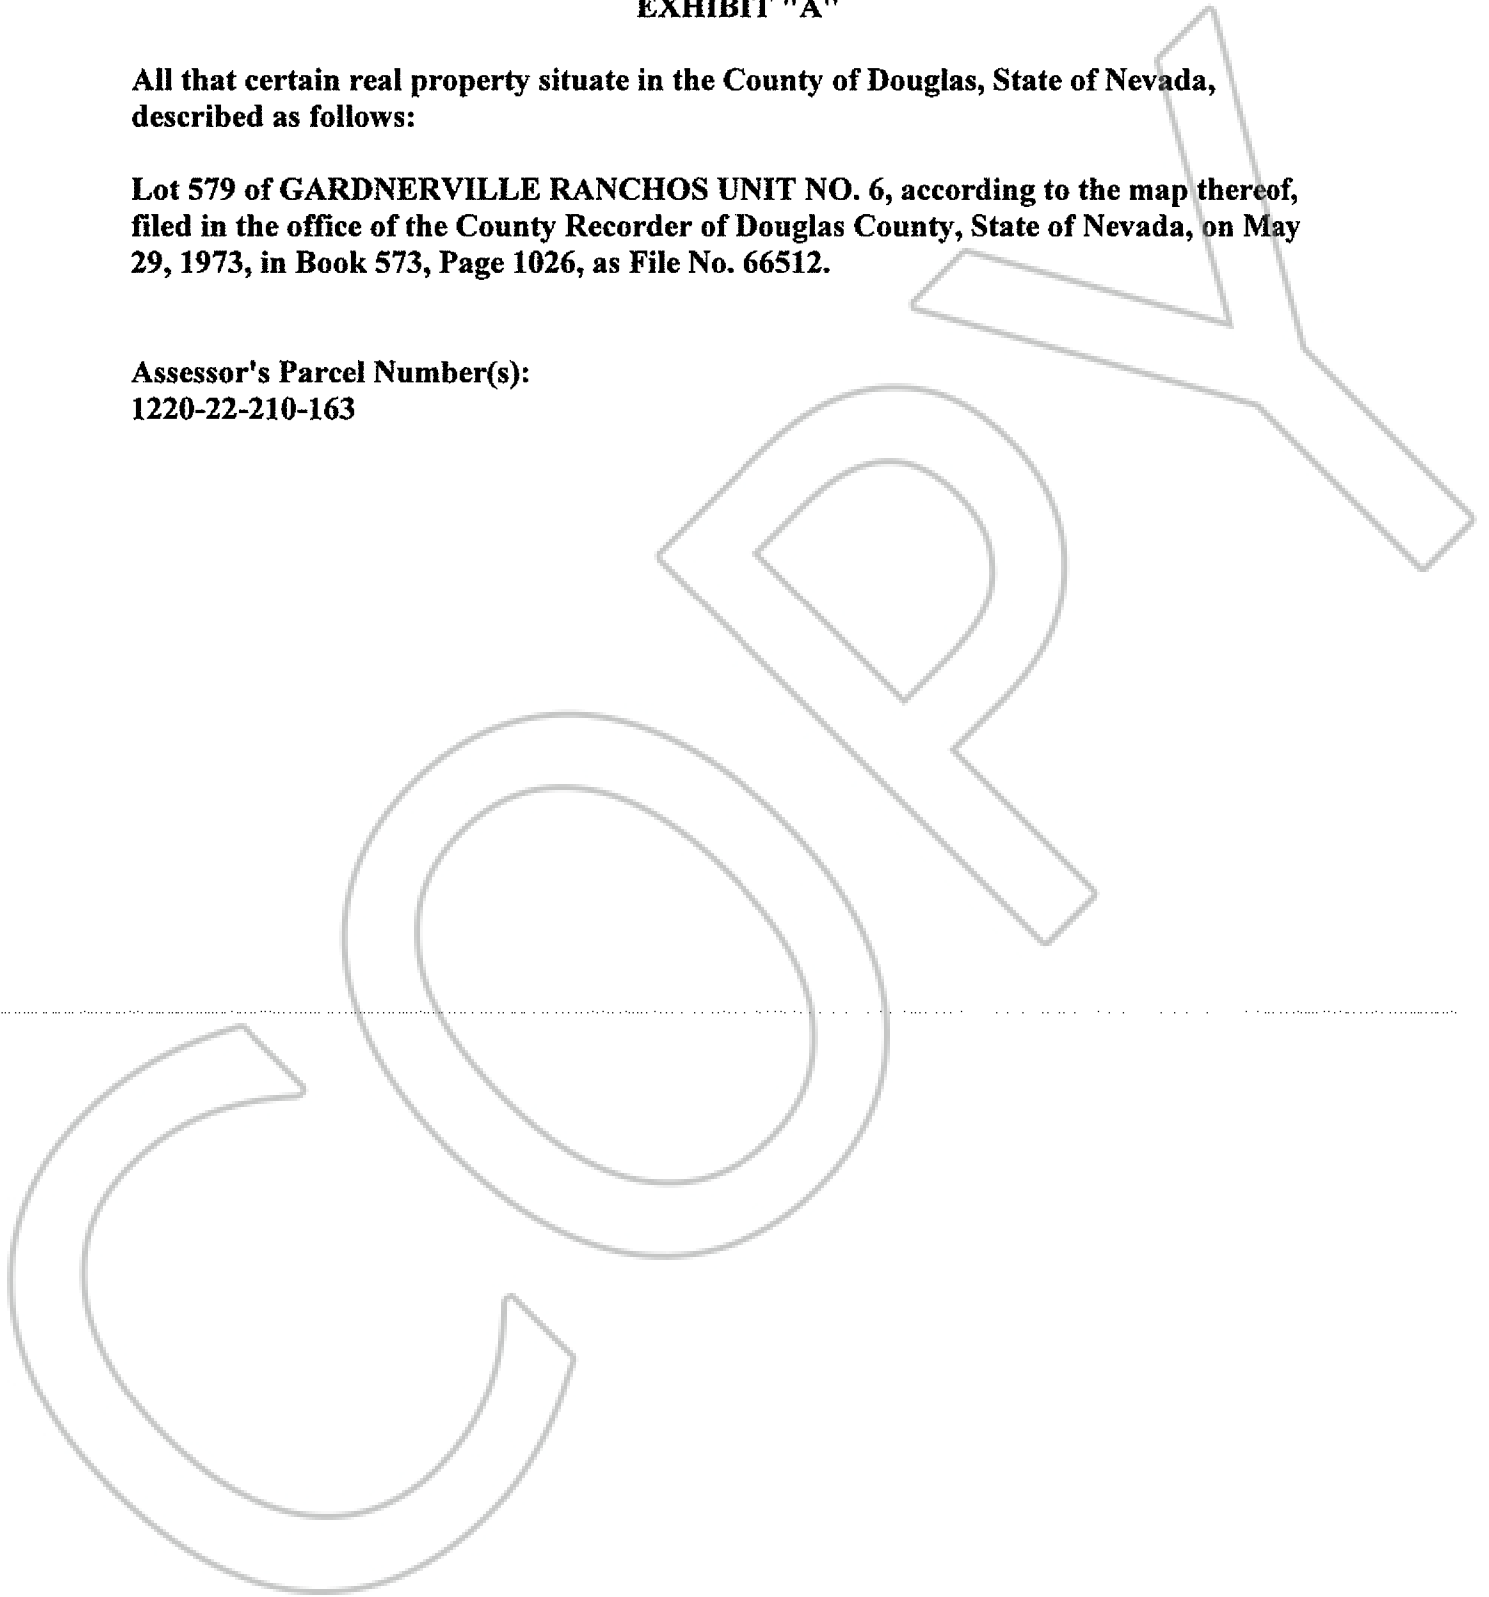 EXHIBIT "A"
All that certain real property situate in the County of Douglas, State of Nevada,
described as follows:
Lot 579 of GARDNERVILLE RANCHOS UNIT NO. 6, according to the map thereof,
filed in the office of the County Recorder of Douglas County, State of Nevada, on May
29, 1973, in Book 573, Page 1026, as File No. 66512.
Assessor's Parcel Number(s):
1220-22-210-163
COPY